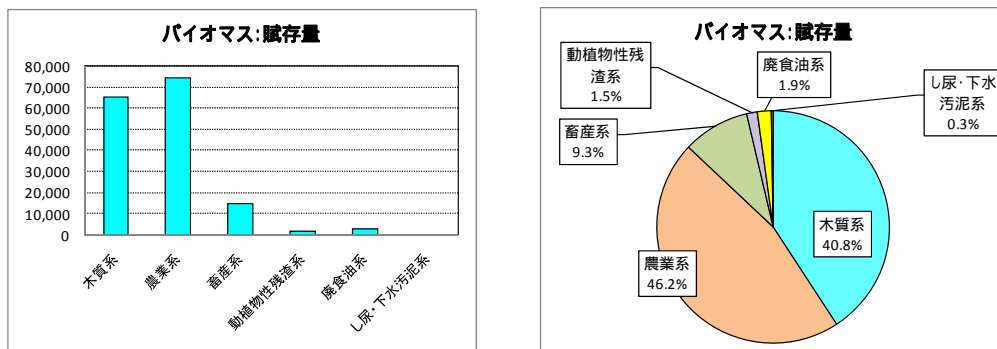 バイオマス:賦存量
80,000
70,000
60,000
50,000
40,000
30,000
20,000
10,000
0
木質系
農業系
畜産系
動植物性残渣系
廃食油系
し尿・下水汚泥系
バイオマス:賦存量
動植物性残
渣系
1.5%
廃食油系
1.9%
し尿・下水
汚泥系
0.3%
畜産系
9.3%
木質系
40.8%
農業系
46.2%